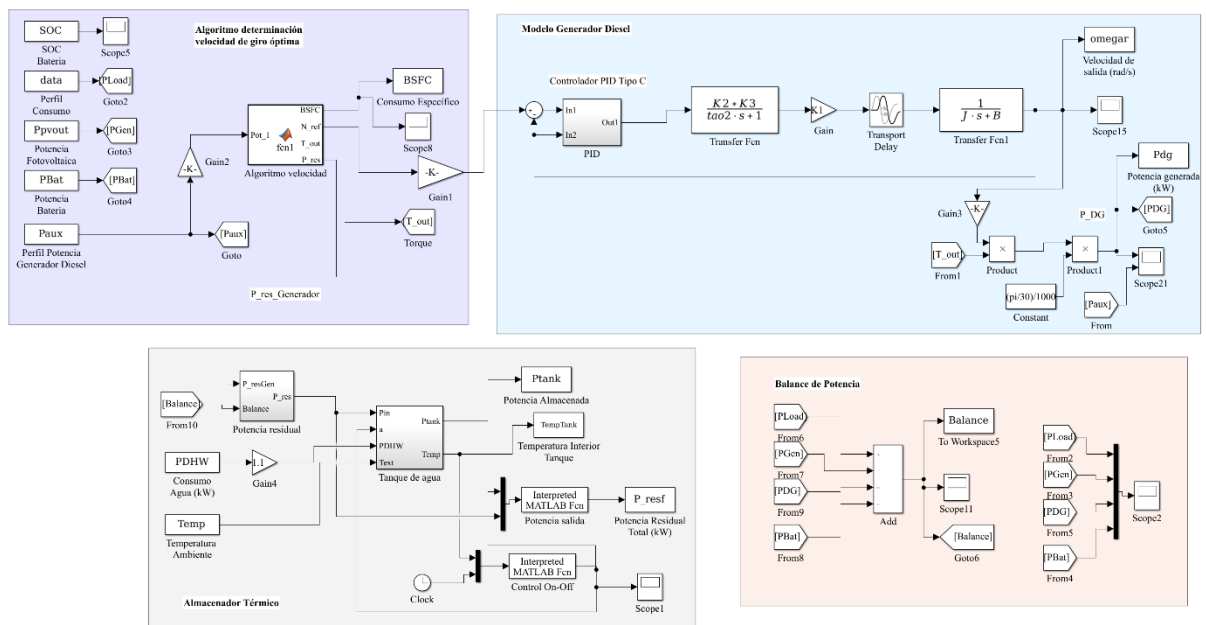 Algoritmo determinación
velocidad de giro óptima
SOC
SOC
Bateria
Scope5
data
Perfil
Consumo
[PLoad]
Goto2
Ppvout
Potencia
Fotovoltaica
[PGen]
Goto3
PBat
Potencia
Bateria
[PBat]
Goto4
Paux
Perfil Potencia
Generador Diesel
[Paux]
Goto
-K-
Gain2
Pot_1
fcn1
BSFC
N_ref
T_out
P_res
Algoritmo velocidad
BSFC
Consumo Específico
Scope8
-K-
Gain1
[T_out]
Torque
P_res_Generador
Modelo Generador Diesel
Controlador PID Tipo C
In1
In2
Out1
PID
K2*K3
tao2·s+1
Transfer Fcn
K1
Gain
Transport
Delay
1
J·s+B
Transfer Fcn1
omegar
Velocidad de
salida (rad/s)
Scope15
Pdg
Potencia generada
(kW)
-K-
Gain3
P_DG
[PDG]
Goto5
[T_out]
From1
×
Product
×
Product1
Scope21
(pi/30)/1000
Constant
[Paux]
From
[Balance]
From10
P_resGen
Balance
P_res
Potencia residual
PDHW
Consumo
Agua (kW)
1.1
Gain4
Temp
Temperatura
Ambiente
Pin
a
PDHW
Text
Ptank
Temp
Tanque de agua
Ptank
Potencia Almacenada
TempTank
Temperatura Interior
Tanque
Interpreted
MATLAB Fcn
Potencia salida
P_resf
Potencia Residual
Total (kW)
Clock
Interpreted
MATLAB Fcn
Control On-Off
Scope1
Almacenador Térmico
Balance de Potencia
[PLoad]
From6
[PGen]
From7
[PDG]
From9
[PBat]
From8
Add
Balance
To Workspace5
Scope11
[Balance]
Goto6
[PLoad]
From2
[PGen]
From3
[PDG]
From5
[PBat]
From4
Scope2